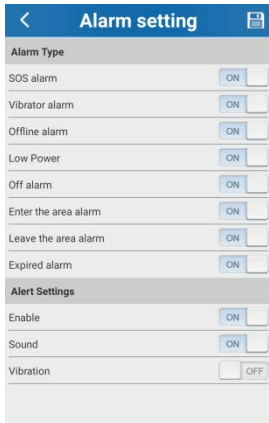 Alarm setting
Alarm Type
SOS alarm ON
Vibrator alarm ON
Offline alarm ON
Low Power ON
Off alarm ON
Enter the area alarm ON
Leave the area alarm ON
Expired alarm ON
Alert Settings
Enable ON
Sound ON
Vibration OFF